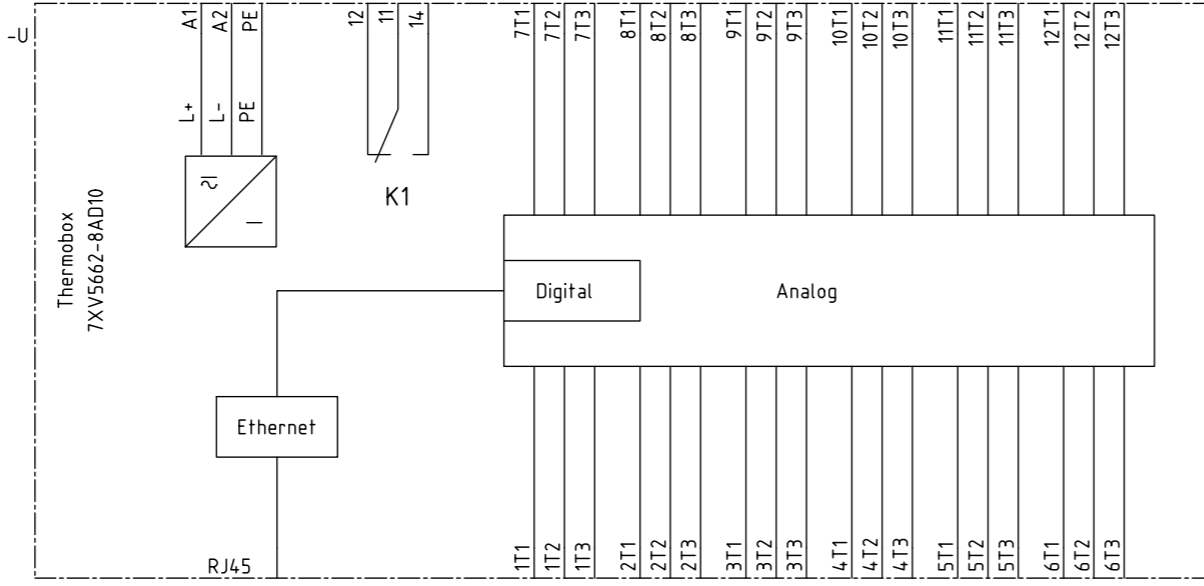 -U
A1
A2
PE
12
11
14
7T1
7T2
7T3
8T1
8T2
8T3
9T1
9T2
9T3
10T1
10T2
10T3
11T1
11T2
11T3
12T1
12T2
12T3
L+
L-
PE
K1
Thermobox
7XV5662-8AD10
Digital
Analog
Ethernet
RJ45
1T1
1T2
1T3
2T1
2T2
2T3
3T1
3T2
3T3
4T1
4T2
4T3
5T1
5T2
5T3
6T1
6T2
6T3